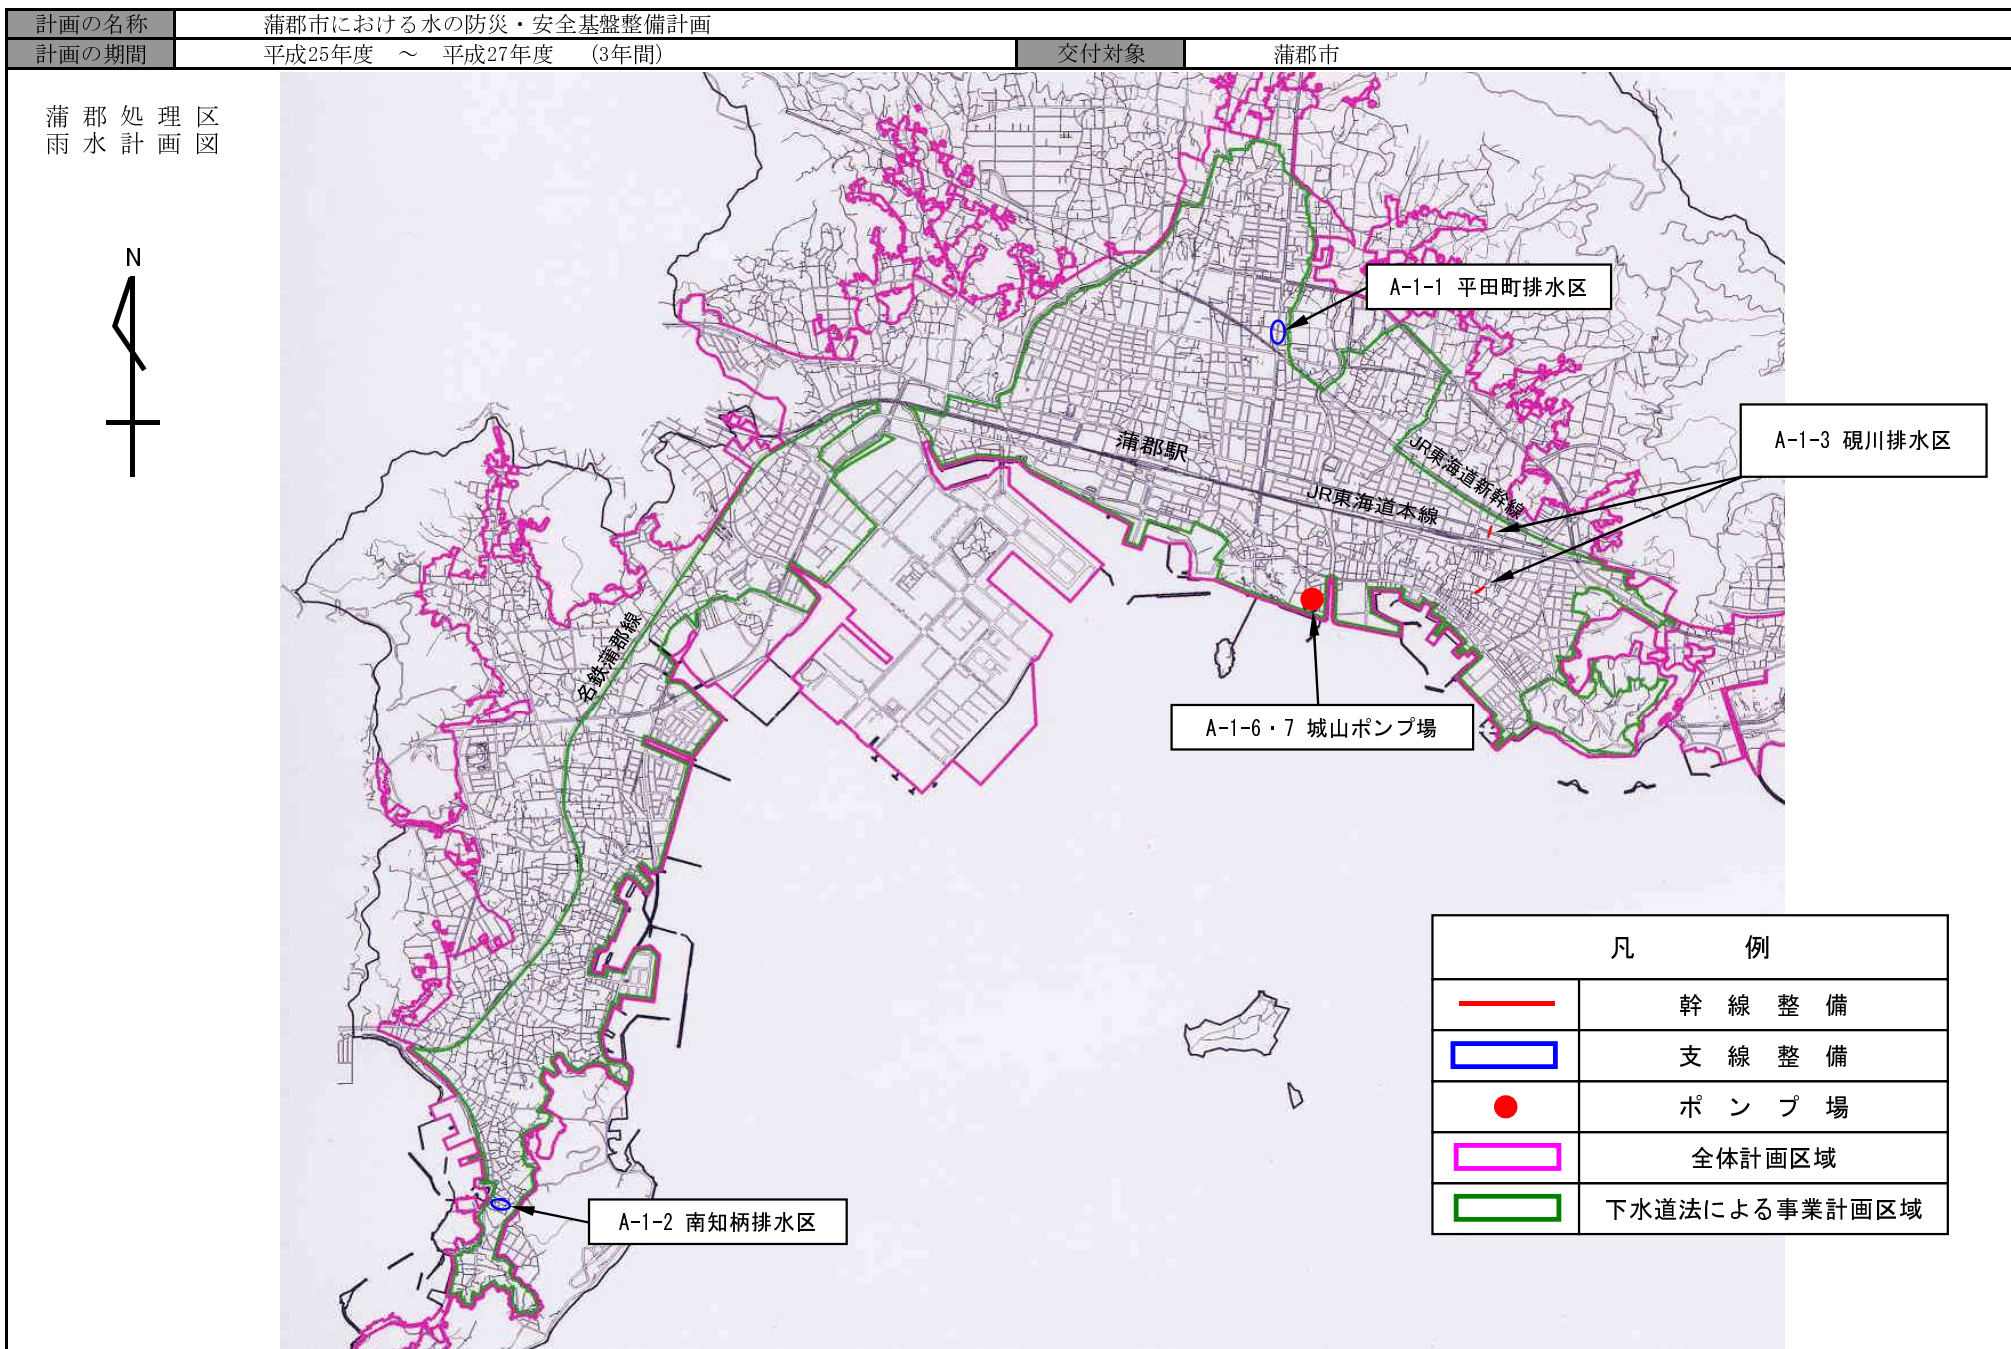 計画の名称 蒲郡市における水の防災・安全基盤整備計画
計画の期間 平成25年度 ～ 平成27年度 (3年間) 交付対象 蒲郡市
蒲郡処理区
雨水計画図
N
A-1-1 平田町排水区
A-1-3 硯川排水区
蒲郡駅
JR東海道新幹線
JR東海道本線
名鉄蒲郡線
A-1-6・7 城山ポンプ場
A-1-2 南知柄排水区
凡例
幹線整備
支線整備
ポンプ場
全体計画区域
下水道法による事業計画区域